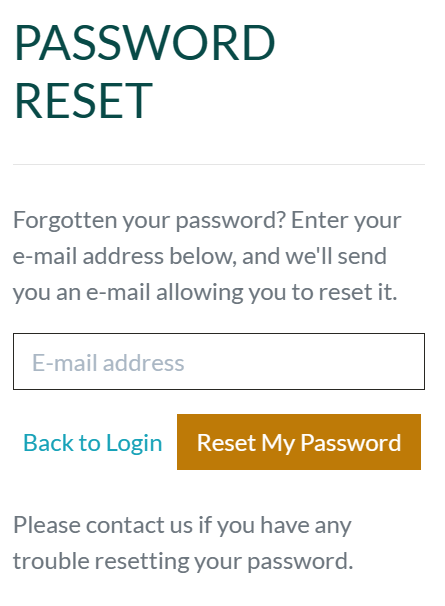 PASSWORD
RESET
Forgotten your password? Enter your
e-mail address below, and we'll send
you an e-mail allowing you to reset it.
E-mail address
Back to Login Reset My Password
Please contact us if you have any
trouble resetting your password.